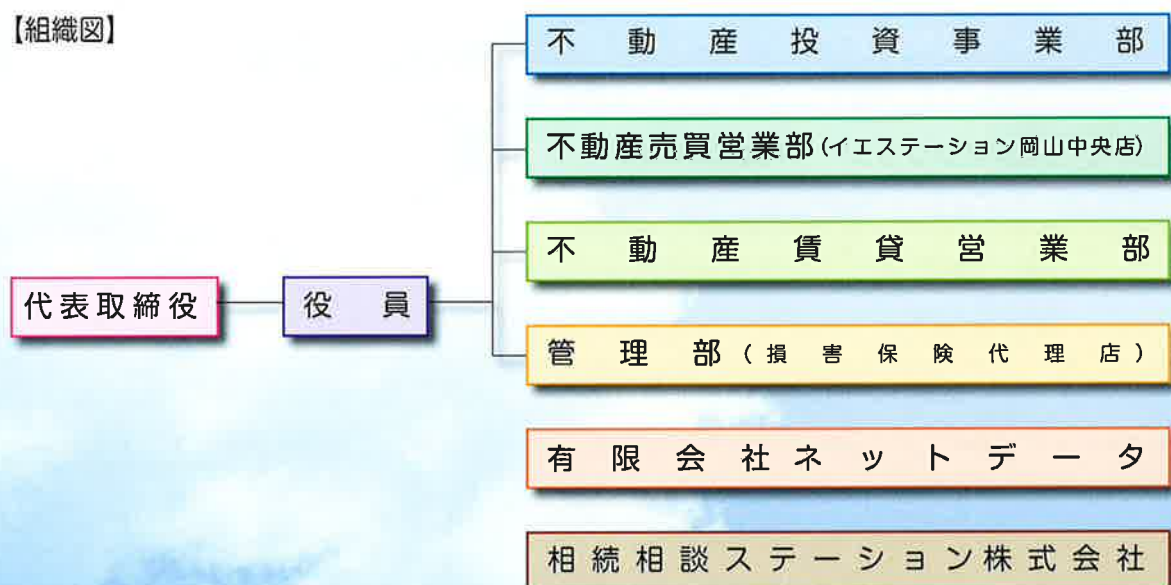 【組織図】
不動産投資事業部
不動産売買営業部(イエステーション岡山中央店)
不動産賃貸営業部
代表取締役
役員
管理部(損害保険代理店)
有限会社ネットデータ
相続相談ステーション株式会社